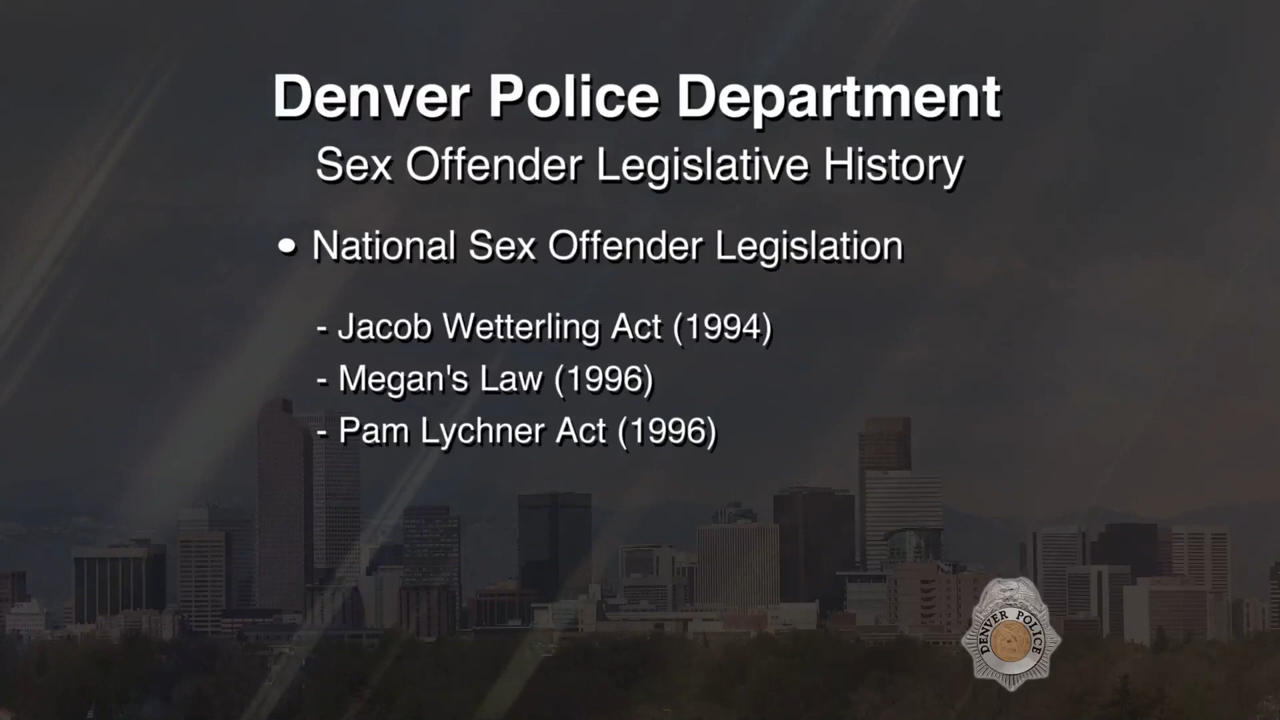 Denver Police Department
Sex Offender Legislative History
• National Sex Offender Legislation
- Jacob Wetterling Act (1994)
- Megan's Law (1996)
- Pam Lychner Act (1996)
DENVER POLICE